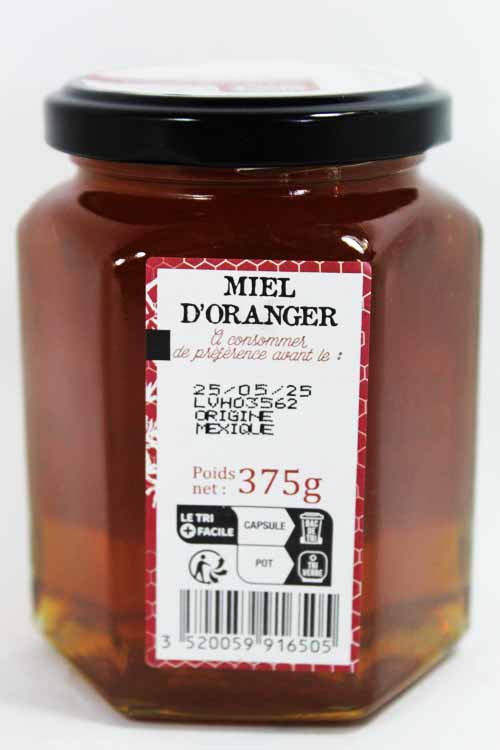 MIEL
D'ORANGER
A consommer
de préférence avant le :
25/05/25
LVH03562
ORIGINE
MEXIQUE
Poids
net : 375g
LE TRI
+ FACILE
CAPSULE
BAC
DE
TRI
POT
TRI
VERRE
3 520059 916505